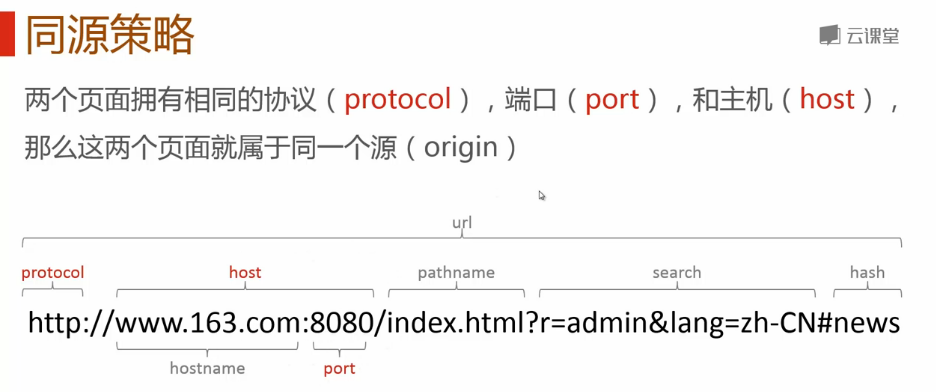 同源策略
云课堂
两个页面拥有相同的协议（protocol），端口（port），和主机（host），
那么这两个页面就属于同一个源（origin）
url
protocol host pathname search hash
http://www.163.com:8080/index.html?r=admin&lang=zh-CN#news
hostname port